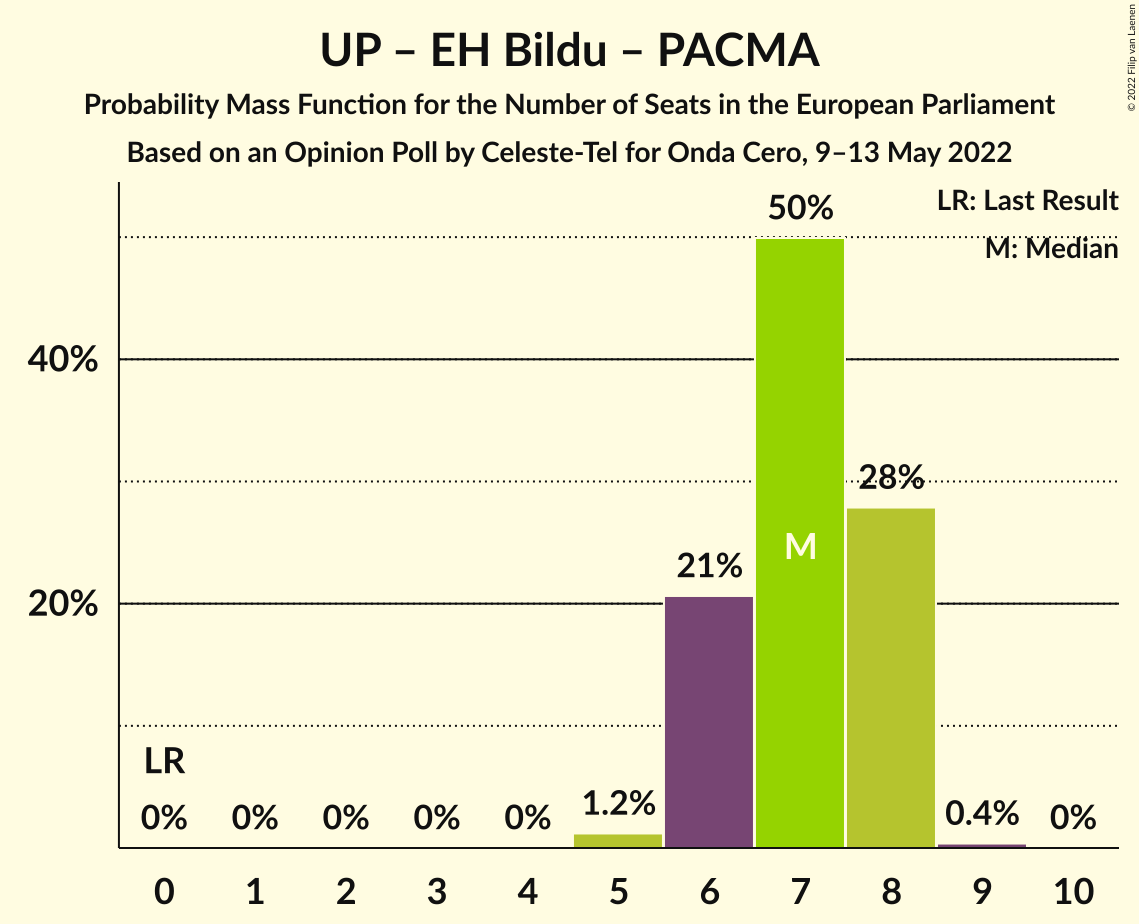 UP – EH Bildu – PACMA
Probability Mass Function for the Number of Seats in the European Parliament
Based on an Opinion Poll by Celeste-Tel for Onda Cero, 9–13 May 2022
© 2022 Filip van Laenen
LR: Last Result
M: Median
40%
20%
LR
0%
0%
0%
0%
0%
1.2%
21%
50%
M
28%
0.4%
0%
0 1 2 3 4 5 6 7 8 9 10